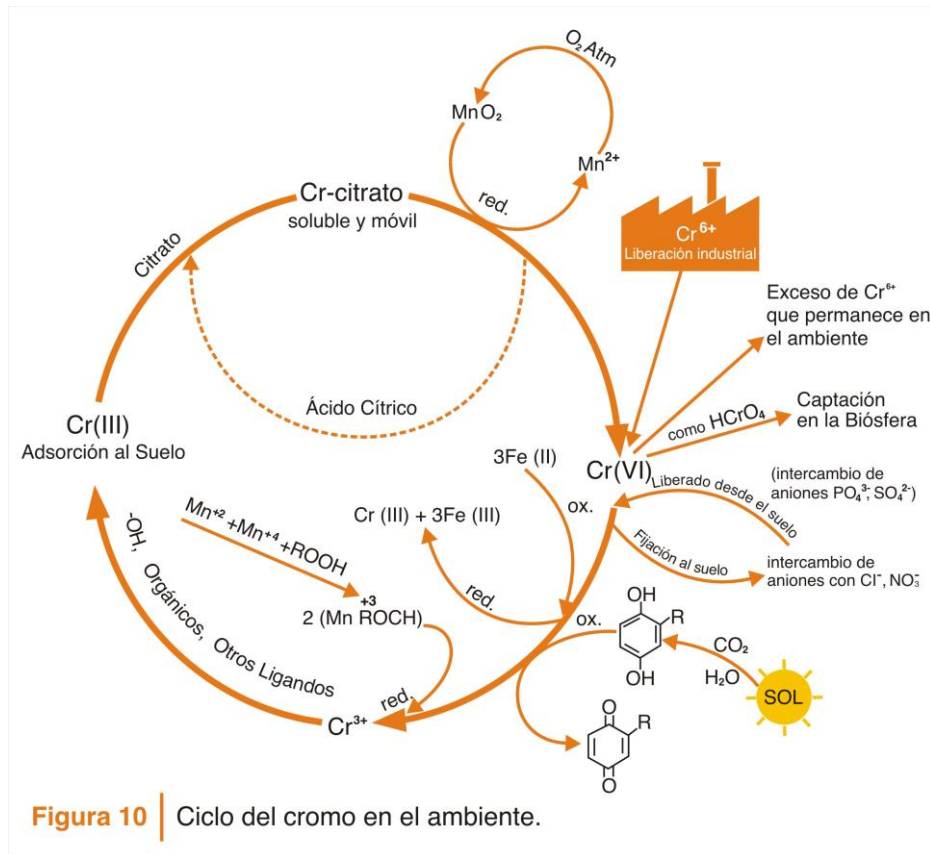 O₂ Atm
MnO₂
Mn²⁺
red.
Cr-citrato
soluble y móvil
Citrato
Cr⁶⁺
Liberación industrial
Exceso de Cr⁶⁺
que permanece en
el ambiente
Ácido Cítrico
Cr(III)
Adsorción al Suelo
como HCrO₄
Captación
en la Biósfera
3Fe (II)
Cr(VI)
ox.
Liberado desde el suelo
(intercambio de
aniones PO₄³⁻, SO₄²⁻)
Cr (III) + 3Fe (III)
Fijación al suelo
intercambio de
aniones con Cl⁻, NO₃⁻
Mn⁺² +Mn⁺⁴ +ROOH
red.
+3
2 (Mn ROCH)
ox.
OH
R
OH
CO₂
H₂O
SOL
-OH, Orgánicos, Otros Ligandos
red.
Cr³⁺
O
R
O
Figura 10 | Ciclo del cromo en el ambiente.